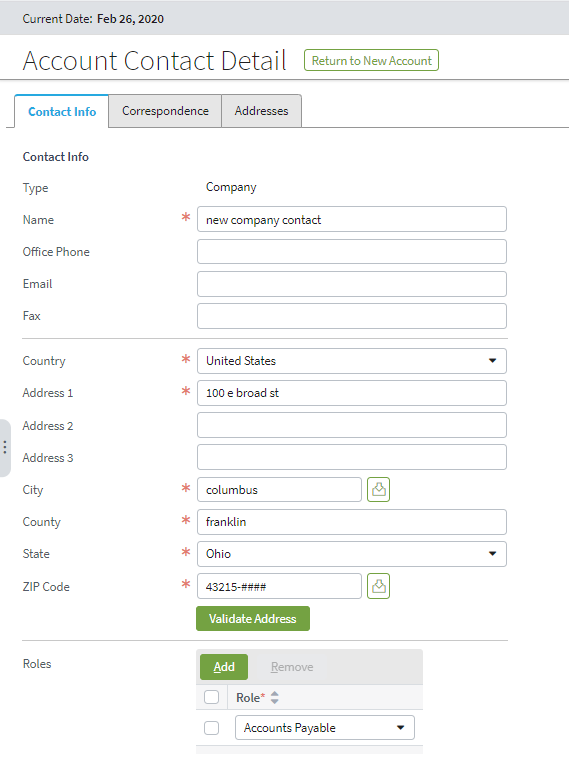 Current Date: Feb 26, 2020
Account Contact Detail Return to New Account
Contact Info Correspondence Addresses
Contact Info
Type Company
Name * new company contact
Office Phone
Email
Fax
Country * United States
Address 1 * 100 e broad st
Address 2
Address 3
City * columbus
County * franklin
State * Ohio
ZIP Code * 43215-####
Validate Address
Roles Add Remove
Role*
Accounts Payable